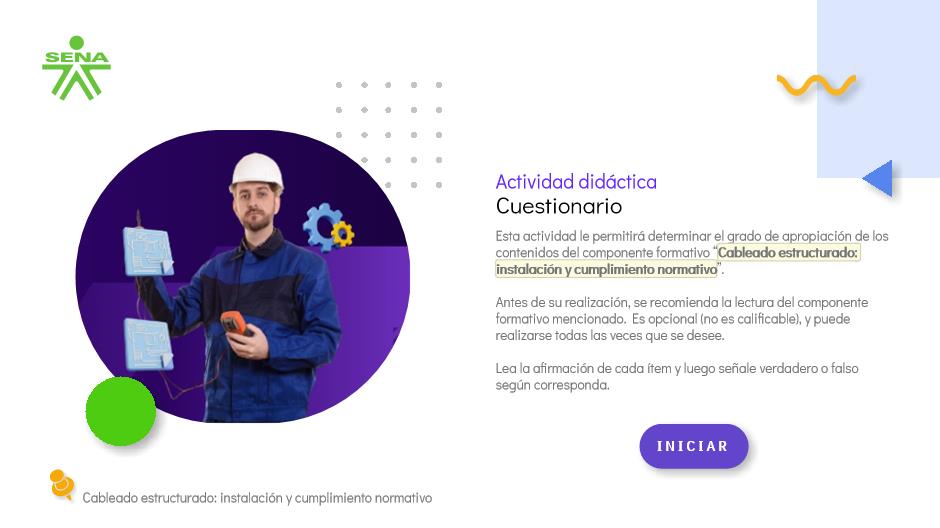 SENA
Actividad didáctica
Cuestionario
Esta actividad le permitirá determinar el grado de apropiación de los
contenidos del componente formativo “Cableado estructurado:
instalación y cumplimiento normativo”.
Antes de su realización, se recomienda la lectura del componente
formativo mencionado. Es opcional (no es calificable), y puede
realizarse todas las veces que se desee.
Lea la afirmación de cada ítem y luego señale verdadero o falso
según corresponda.
INICIAR
Cableado estructurado: instalación y cumplimiento normativo